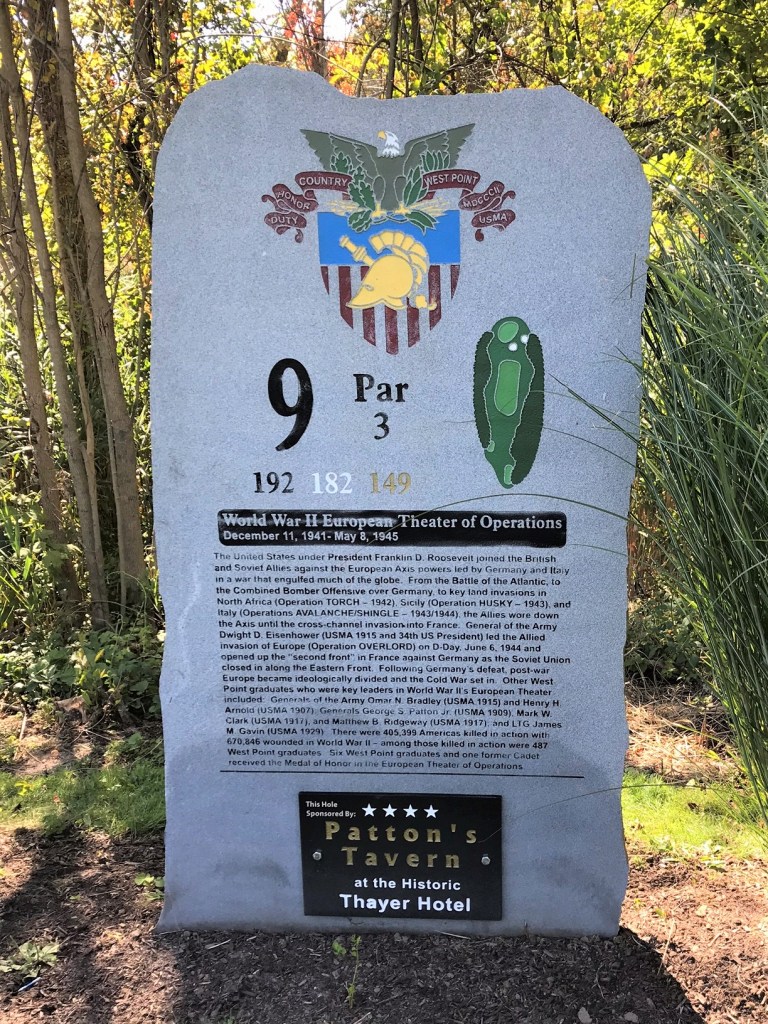 COUNTRY WEST POINT
HONOR MDCCCII
DUTY USMA
9 Par
3
192 182 149
World War II European Theater of Operations
December 11, 1941- May 8, 1945
The United States under President Franklin D. Roosevelt joined the British
and Soviet Allies against the European Axis powers led by Germany and Italy
in a war that engulfed much of the globe. From the Battle of the Atlantic, to
the Combined Bomber Offensive over Germany, to key land invasions in
North Africa (Operation TORCH – 1942), Sicily (Operation HUSKY – 1943), and
Italy (Operations AVALANCHE/SHINGLE – 1943/1944), the Allies wore down
the Axis until the cross-channel invasion into France. General of the Army
Dwight D. Eisenhower (USMA 1915 and 34th US President) led the Allied
invasion of Europe (Operation OVERLORD) on D-Day, June 6, 1944 and
opened up the "second front" in France against Germany as the Soviet Union
closed in along the Eastern Front. Following Germany's defeat, post-war
Europe became ideologically divided and the Cold War set in. Other West
Point graduates who were key leaders in World War II's European Theater
included: Generals of the Army Omar N. Bradley (USMA 1915) and Henry H.
Arnold (USMA 1907), Generals George S. Patton Jr. (USMA 1909), Mark W.
Clark (USMA 1917), and Matthew B. Ridgeway (USMA 1917); and LTG James
M. Gavin (USMA 1929). There were 405,399 Americas killed in action with
670,846 wounded in World War II – among those killed in action were 487
West Point graduates. Six West Point graduates and one former Cadet
received the Medal of Honor in the European Theater of Operations.
This Hole
Sponsored By:
Patton's
Tavern
at the Historic
Thayer Hotel